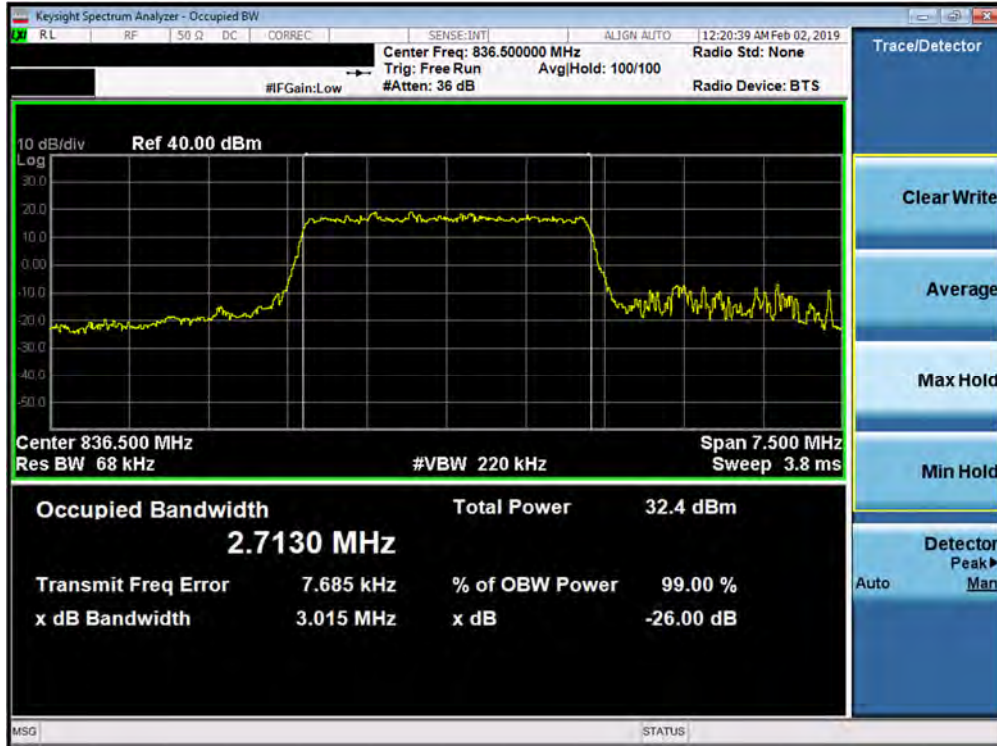 Keysight Spectrum Analyzer - Occupied BW
LXI RL RF 50 Ω DC CORREC SENSE:INT ALIGN AUTO 12:20:39 AM Feb 02, 2019
Center Freq: 836.500000 MHz Radio Std: None
Trig: Free Run Avg|Hold: 100/100
#IFGain:Low #Atten: 36 dB Radio Device: BTS
10 dB/div Ref 40.00 dBm
Log
30.0
20.0
10.0
0.00
-10.0
-20.0
-30.0
-40.0
-50.0
Center 836.500 MHz Span 7.500 MHz
Res BW 68 kHz #VBW 220 kHz Sweep 3.8 ms
Occupied Bandwidth Total Power 32.4 dBm
2.7130 MHz
Transmit Freq Error 7.685 kHz % of OBW Power 99.00 %
x dB Bandwidth 3.015 MHz x dB -26.00 dB
MSG STATUS
Trace/Detector
Clear Write
Average
Max Hold
Min Hold
Detector
Peak▶
Auto Man